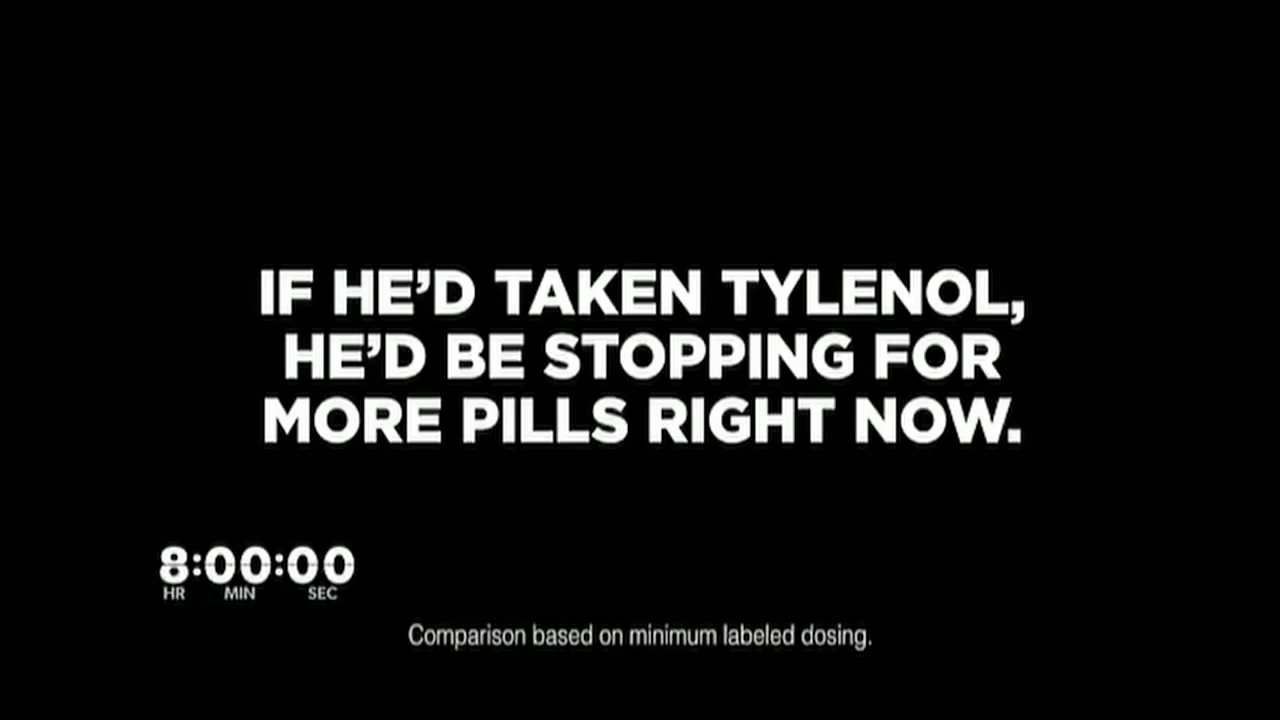 IF HE’D TAKEN TYLENOL,
HE’D BE STOPPING FOR
MORE PILLS RIGHT NOW.
8:00:00
HR MIN SEC
Comparison based on minimum labeled dosing.